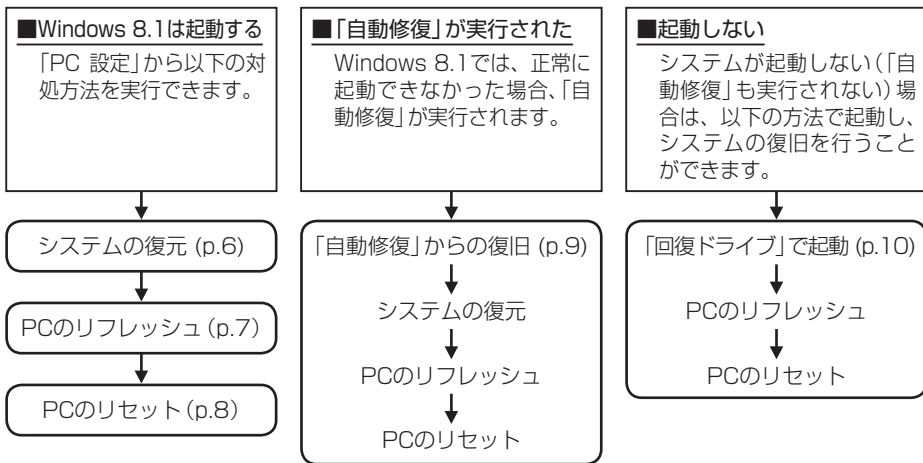 ■Windows 8.1は起動する
「PC 設定」から以下の対
処方法を実行できます。
システムの復元 (p.6)
PCのリフレッシュ(p.7)
PCのリセット(p.8)
■「自動修復」が実行された
Windows 8.1では、正常に
起動できなかった場合、「自
動修復」が実行されます。
「自動修復」からの復旧 (p.9)
システムの復元
PCのリフレッシュ
PCのリセット
■起動しない
システムが起動しない(「自
動修復」も実行されない)場
合は、以下の方法で起動し、
システムの復旧を行うこと
ができます。
「回復ドライブ」で起動 (p.10)
PCのリフレッシュ
PCのリセット